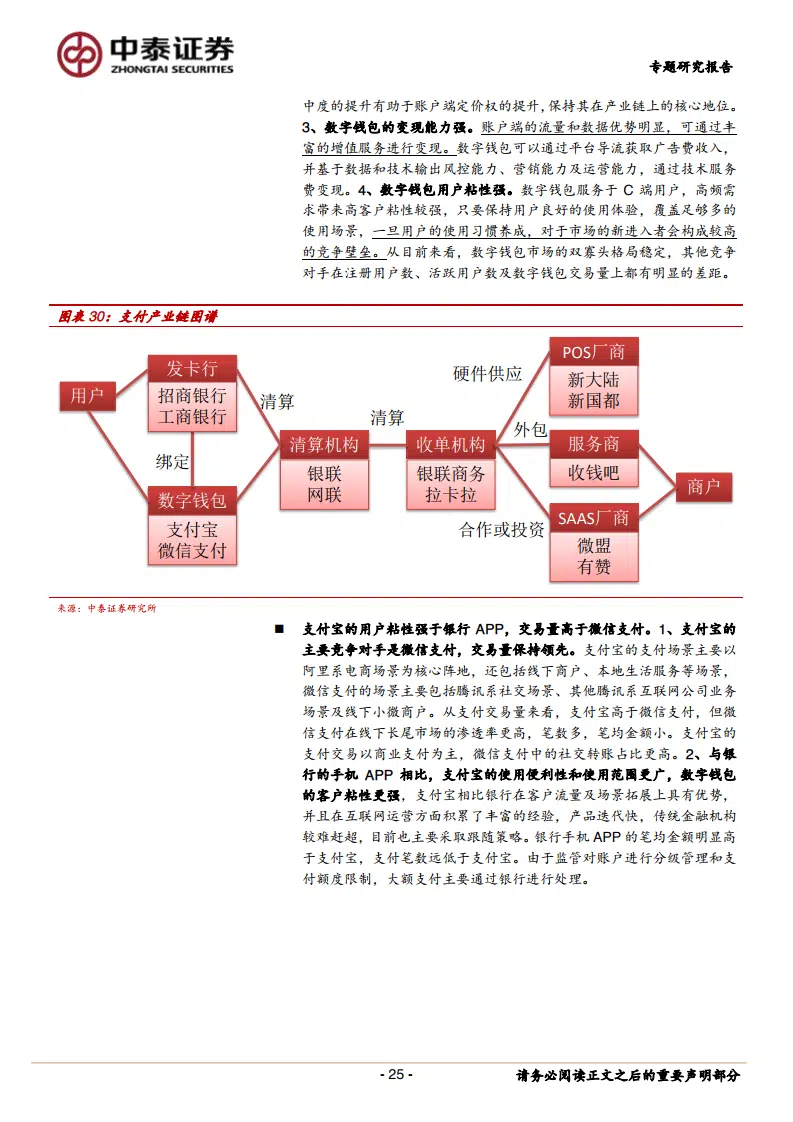 中泰证券
ZHONGTAI SECURITIES
专题研究报告
中度的提升有助于账户端定价权的提升，保持其在产业链上的核心地位。
3、数字钱包的变现能力强。账户端的流量和数据优势明显，可通过丰
富的增值服务进行变现。数字钱包可以通过平台导流获取广告费收入，
并基于数据和技术输出风控能力、营销能力及运营能力，通过技术服务
费变现。4、数字钱包用户粘性强。数字钱包服务于 C 端用户，高频需
求带来高客户粘性较强，只要保持用户良好的使用体验，覆盖足够多的
使用场景，一旦用户的使用习惯养成，对于市场的新进入者会构成较高
的竞争壁垒。从目前来看，数字钱包市场的双寡头格局稳定，其他竞争
对手在注册用户数、活跃用户数及数字钱包交易量上都有明显的差距。
图表 30：支付产业链图谱
用户
发卡行
招商银行
工商银行
绑定
数字钱包
支付宝
微信支付
清算
清算机构
银联
网联
清算
收单机构
银联商务
拉卡拉
硬件供应
外包
合作或投资
POS厂商
新大陆
新国都
服务商
收钱吧
SAAS厂商
微盟
有赞
商户
来源：中泰证券研究所
■ 支付宝的用户粘性强于银行 APP，交易量高于微信支付。1、支付宝的
主要竞争对手是微信支付，交易量保持领先。支付宝的支付场景主要以
阿里系电商场景为核心阵地，还包括线下商户、本地生活服务等场景，
微信支付的场景主要包括腾讯系社交场景、其他腾讯系互联网公司业务
场景及线下小微商户。从支付交易量来看，支付宝高于微信支付，但微
信支付在线下长尾市场的渗透率更高，笔数多，笔均金额小。支付宝的
支付交易以商业支付为主，微信支付中的社交转账占比更高。2、与银
行的手机 APP 相比，支付宝的使用便利性和使用范围更广，数字钱包
的客户粘性更强，支付宝相比银行在客户流量及场景拓展上具有优势，
并且在互联网运营方面积累了丰富的经验，产品迭代快，传统金融机构
较难赶超，目前也主要采取跟随策略。银行手机 APP 的笔均金额明显高
于支付宝，支付笔数远低于支付宝。由于监管对账户进行分级管理和支
付额度限制，大额支付主要通过银行进行处理。
- 25 -
请务必阅读正文之后的重要声明部分